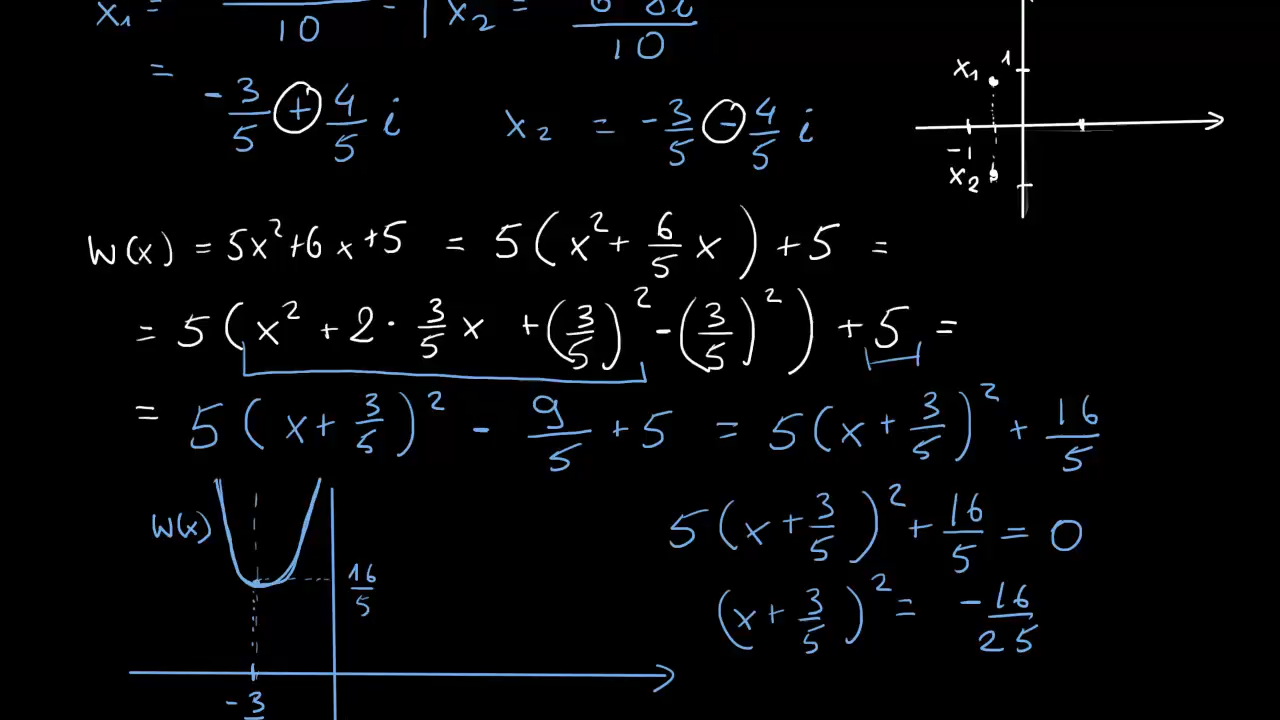 x₁ = ─/10 = | x₂ = 6 8i/10
= -3/5 + 4/5 i x₂ = -3/5 - 4/5 i
x₁ 1
-1
x₂
W(x) = 5x²+6x+5 = 5(x² + 6/5 x) + 5 =
= 5(x² + 2 · 3/5 x + (3/5)² - (3/5)²) + 5 =
= 5(x + 3/5)² - 9/5 + 5 = 5(x + 3/5)² + 16/5
5(x + 3/5)² + 16/5 = 0
(x + 3/5)² = -16/25
W(x)
16/5
-3